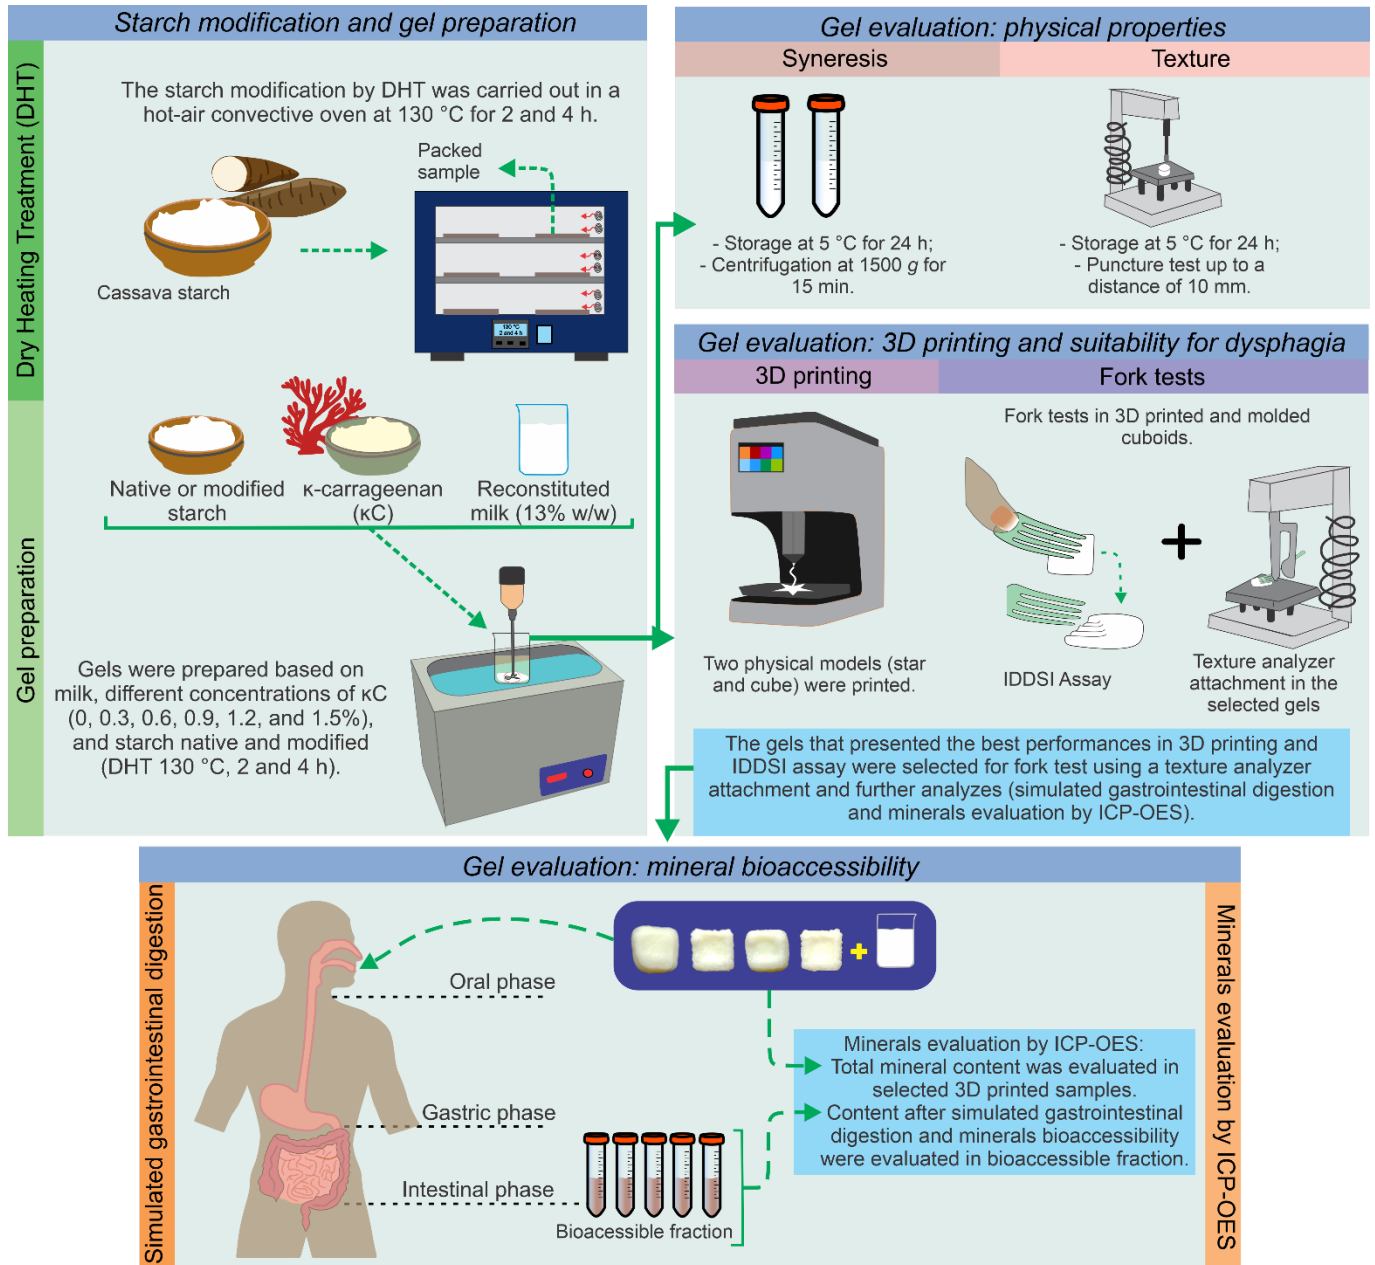 Starch modification and gel preparation
Dry Heating Treatment (DHT)
The starch modification by DHT was carried out in a
hot-air convective oven at 130 °C for 2 and 4 h.
Packed
sample
Cassava starch
130 °C
2 and 4 h
Gel preparation
Native or modified
starch
κ-carrageenan
(κC)
Reconstituted
milk (13% w/w)
Gels were prepared based on
milk, different concentrations of κC
(0, 0.3, 0.6, 0.9, 1.2, and 1.5%),
and starch native and modified
(DHT 130 °C, 2 and 4 h).
Gel evaluation: physical properties
Syneresis
- Storage at 5 °C for 24 h;
- Centrifugation at 1500 g for
15 min.
Texture
- Storage at 5 °C for 24 h;
- Puncture test up to a
distance of 10 mm.
Gel evaluation: 3D printing and suitability for dysphagia
3D printing
Two physical models (star
and cube) were printed.
Fork tests
Fork tests in 3D printed and molded
cuboids.
IDDSI Assay
+
Texture analyzer
attachment in the
selected gels
The gels that presented the best performances in 3D printing and
IDDSI assay were selected for fork test using a texture analyzer
attachment and further analyzes (simulated gastrointestinal digestion
and minerals evaluation by ICP-OES).
Gel evaluation: mineral bioaccessibility
Simulated gastrointestinal digestion
Oral phase
Gastric phase
Intestinal phase
+
Bioacessible fraction
Minerals evaluation by ICP-OES:
Total mineral content was evaluated in
selected 3D printed samples.
Content after simulated gastrointestinal
digestion and minerals bioaccessibility
were evaluated in bioaccessible fraction.
Minerals evaluation by ICP-OES